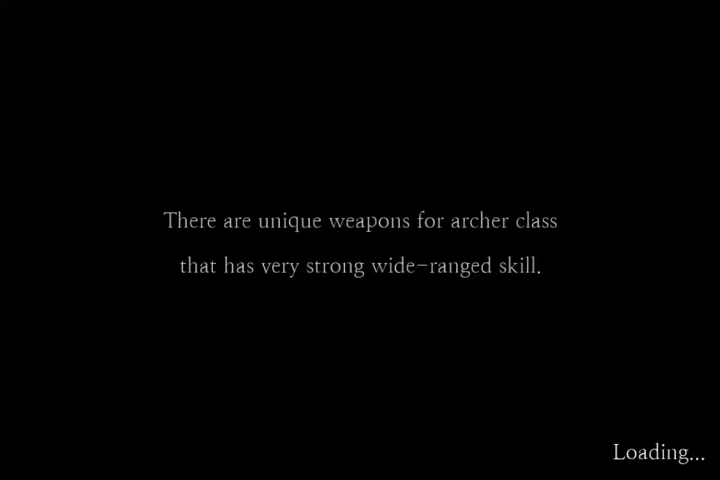 There are unique weapons for archer class
that has very strong wide-ranged skill.
Loading...